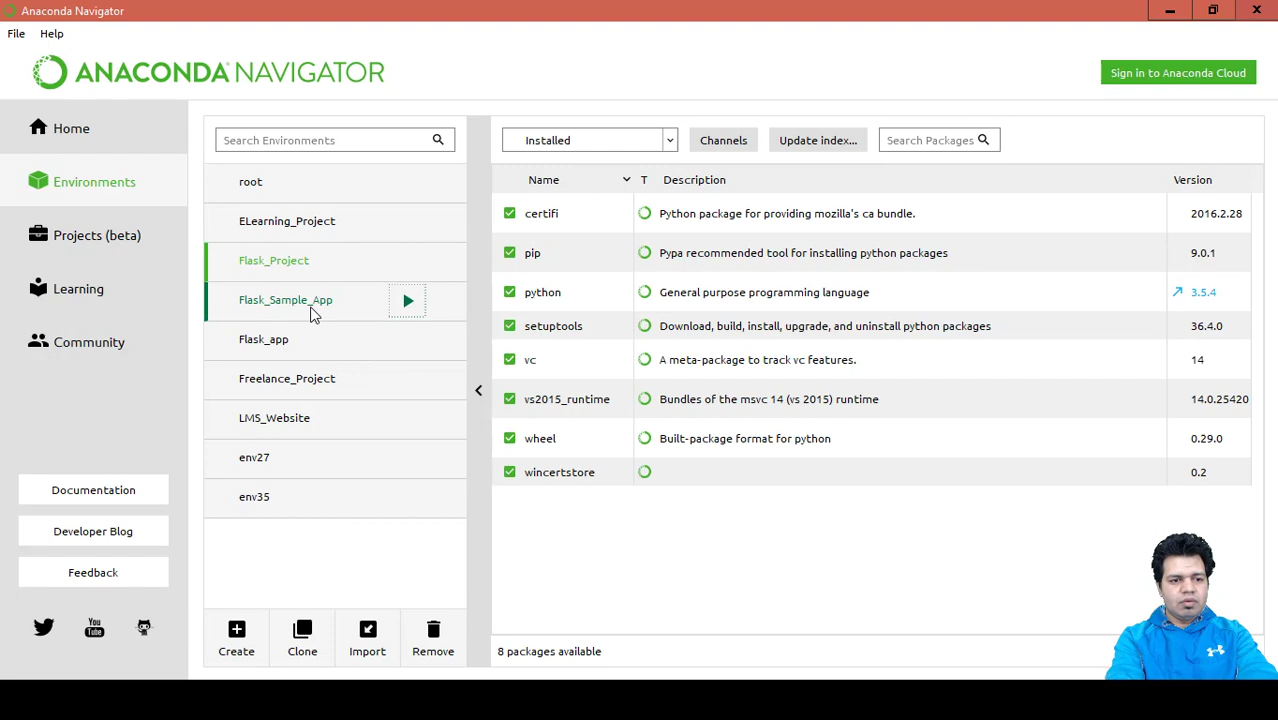 Anaconda Navigator
File Help
ANACONDA NAVIGATOR
Sign in to Anaconda Cloud
Home
Environments
Projects (beta)
Learning
Community
Documentation
Developer Blog
Feedback
You Tube
Search Environments
root
ELearning_Project
Flask_Project
Flask_Sample_App
Flask_app
Freelance_Project
LMS_Website
env27
env35
Create Clone Import Remove
Installed Channels Update index... Search Packages
Name T Description Version
certifi Python package for providing mozilla's ca bundle. 2016.2.28
pip Pypa recommended tool for installing python packages 9.0.1
python General purpose programming language 3.5.4
setuptools Download, build, install, upgrade, and uninstall python packages 36.4.0
vc A meta-package to track vc features. 14
vs2015_runtime Bundles of the msvc 14 (vs 2015) runtime 14.0.25420
wheel Built-package format for python 0.29.0
wincertstore 0.2
8 packages available